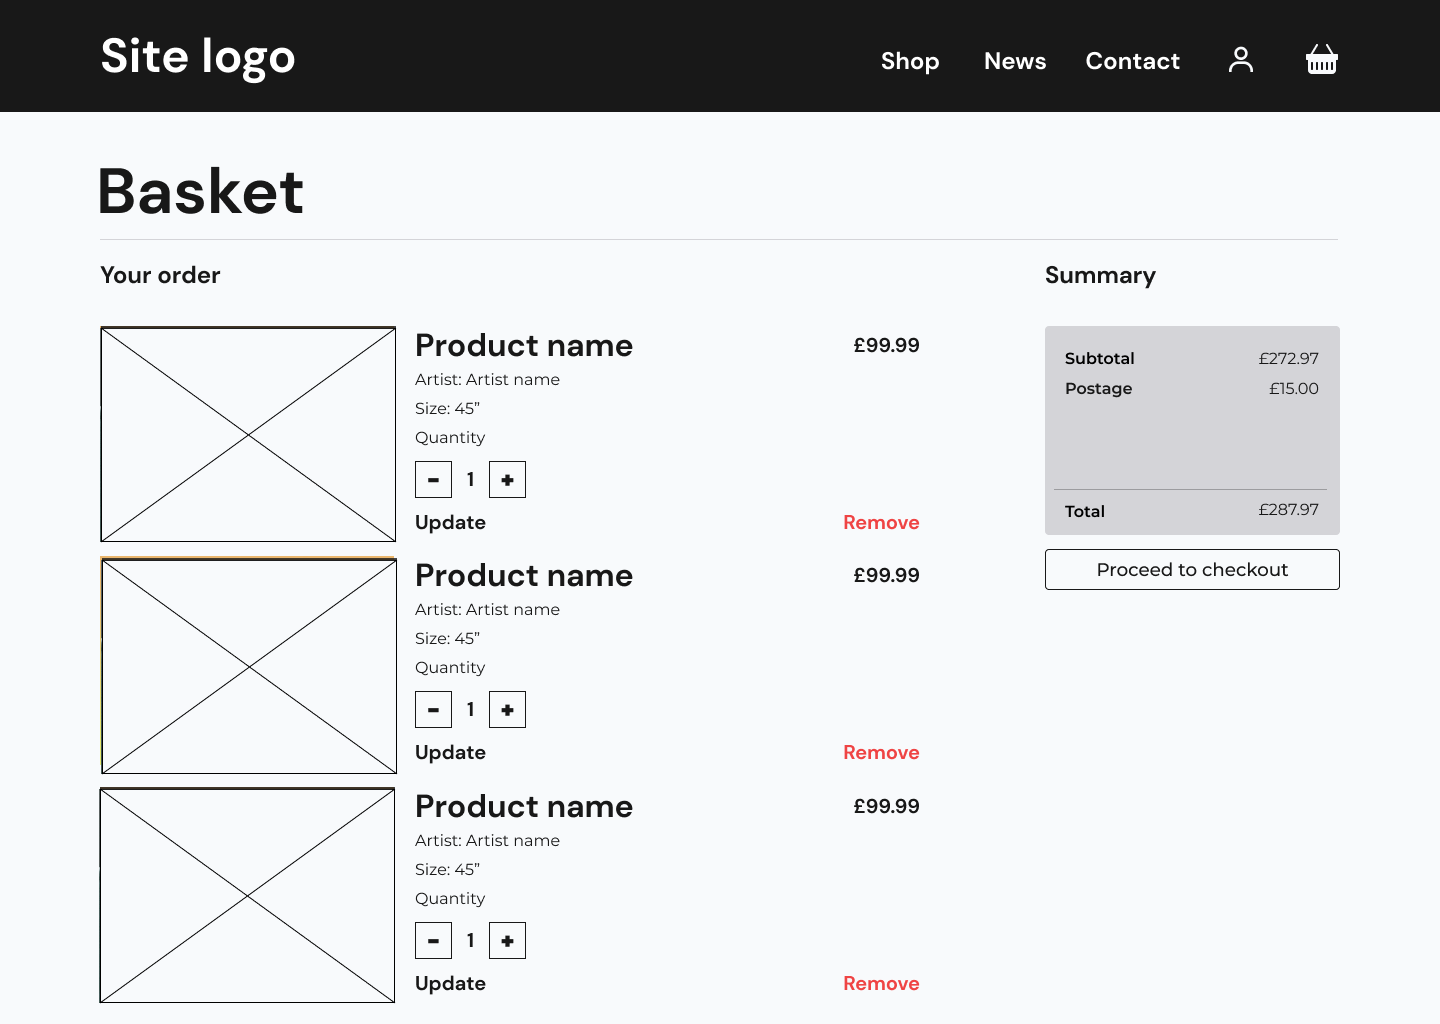 Site logo
Shop News Contact
Basket
Your order
Summary
Product name £99.99
Artist: Artist name
Size: 45”
Quantity
- 1 +
Update Remove
Product name £99.99
Artist: Artist name
Size: 45”
Quantity
- 1 +
Update Remove
Product name £99.99
Artist: Artist name
Size: 45”
Quantity
- 1 +
Update Remove
Subtotal £272.97
Postage £15.00
Total £287.97
Proceed to checkout